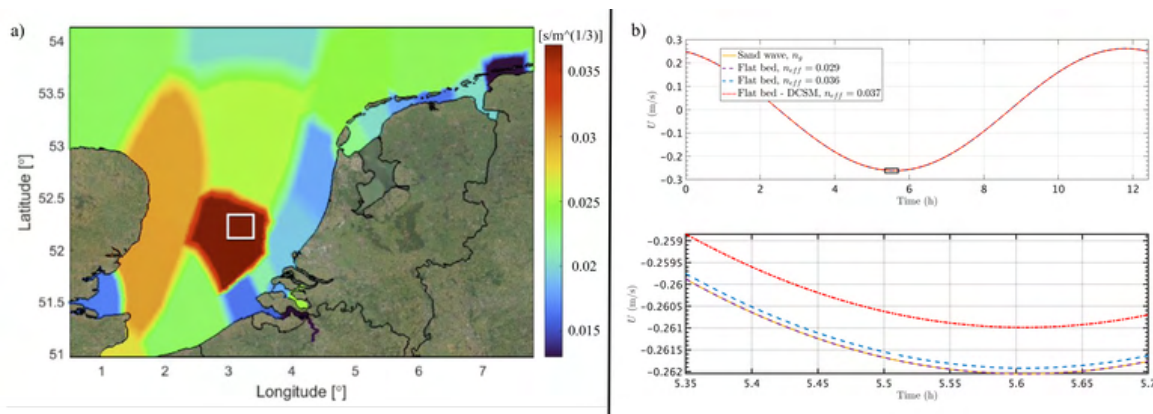 a)
[s/m^(1/3)]
54
53.5
53
52.5
52
51.5
51
Latitude [°]
1 2 3 4 5 6 7
Longitude [°]
0.035
0.03
0.025
0.02
0.015
b)
0.3
0.2
0.1
0
-0.1
-0.2
-0.3
U (m/s)
Sand wave, n_g
Flat bed, n_eff = 0.029
Flat bed, n_eff = 0.036
Flat bed - DCSM, n_eff = 0.037
0 2 4 6 8 10 12
Time (h)
-0.259
-0.2595
-0.26
-0.2605
-0.261
-0.2615
-0.262
U (m/s)
5.35 5.4 5.45 5.5 5.55 5.6 5.65 5.7
Time (h)